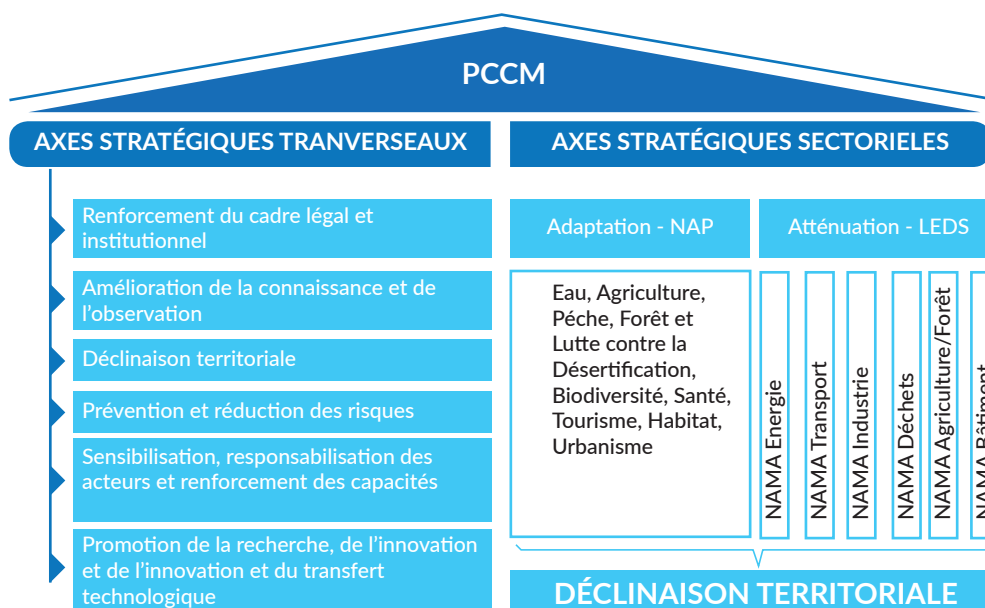 PCCM
AXES STRATÉGIQUES TRANVERSEAUX
Renforcement du cadre légal et
institutionnel
Amélioration de la connaissance et de
l’observation
Déclinaison territoriale
Prévention et réduction des risques
Sensibilisation, responsabilisation des
acteurs et renforcement des capacités
Promotion de la recherche, de l’innovation
et de l’innovation et du transfert
technologique
AXES STRATÉGIQUES SECTORIELES
Adaptation - NAP
Eau, Agriculture,
Péche, Forêt et
Lutte contre la
Désertification,
Biodiversité, Santé,
Tourisme, Habitat,
Urbanisme
Atténuation - LEDS
NAMA Energile
NAMA Transport
NAMA Industrie
NAMA Déchets
NAMA Agriculture/Forêt
NAMA Bâtiment
DÉCLINAISON TERRITORIALE